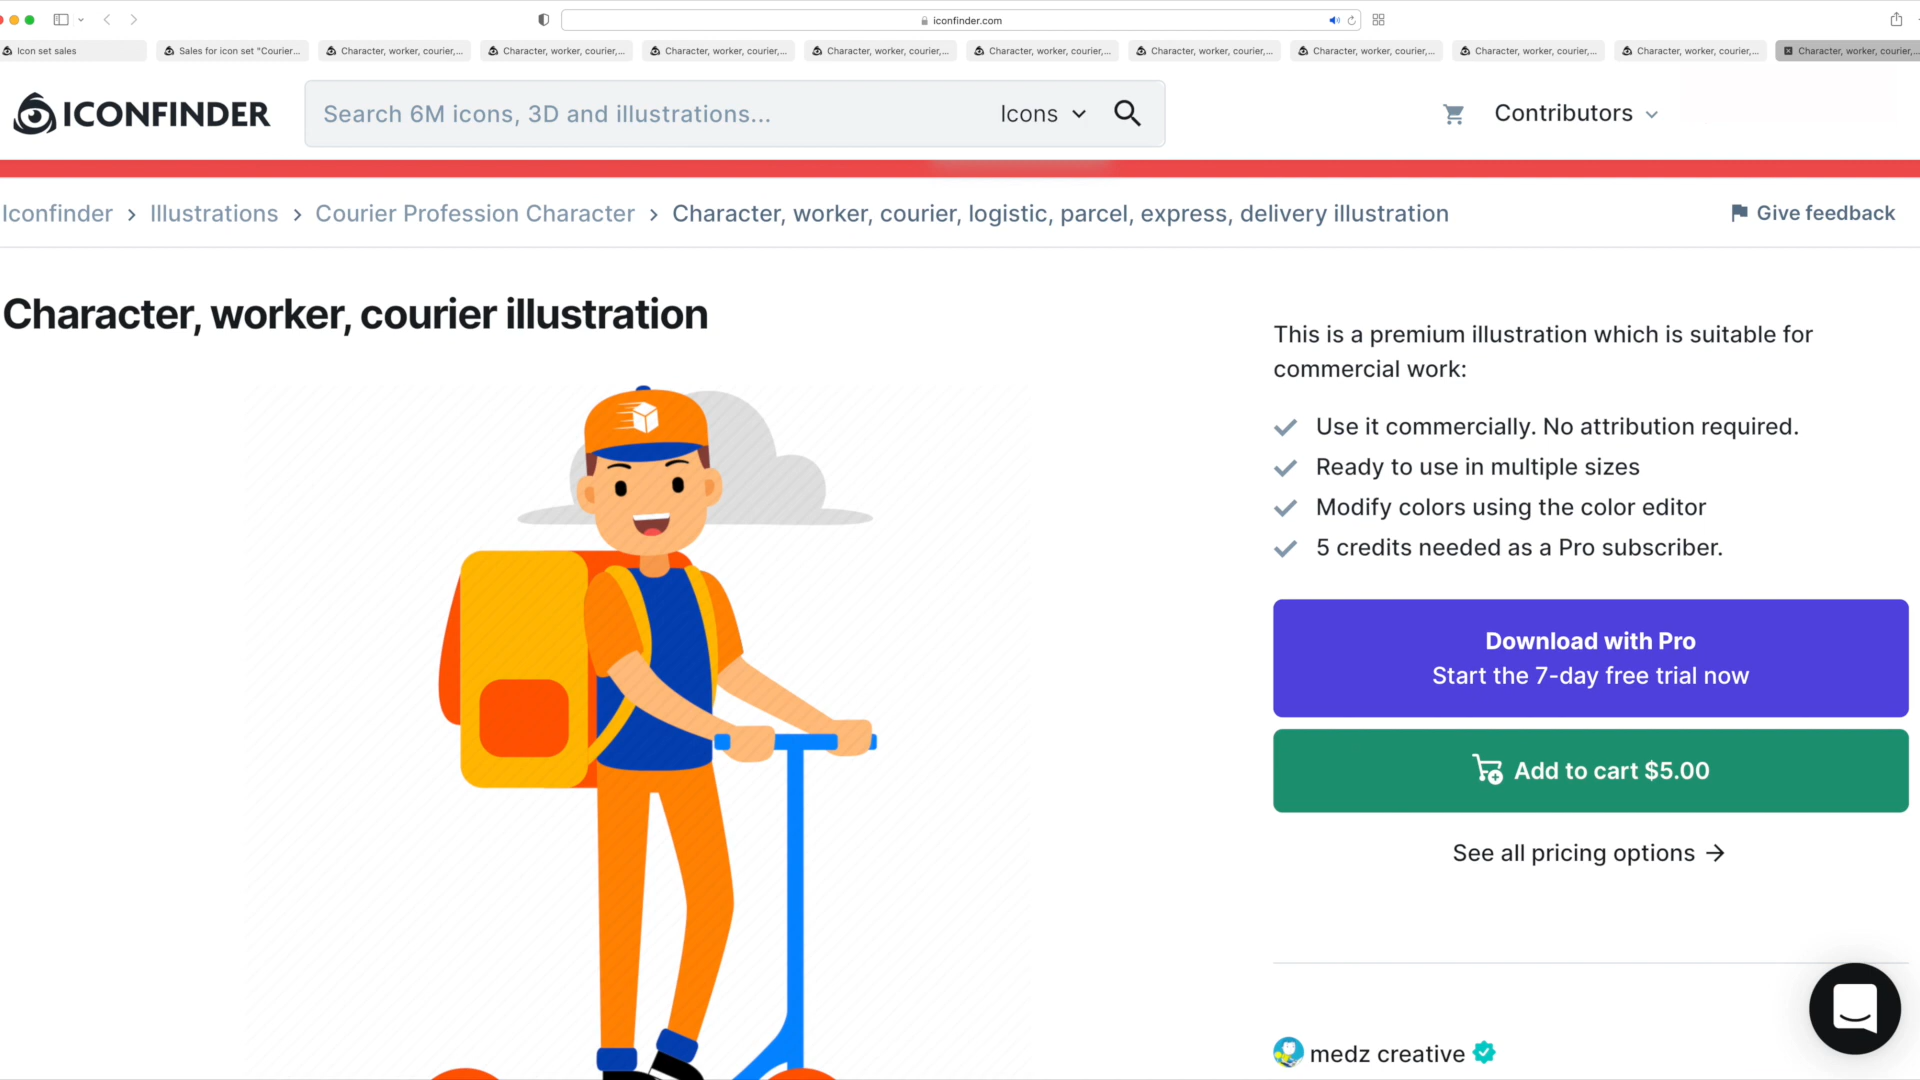 iconfinder.com
Icon set sales
Sales for icon set "Courier...
Character, worker, courier,...
Character, worker, courier,...
Character, worker, courier,...
Character, worker, courier,...
Character, worker, courier,...
Character, worker, courier,...
Character, worker, courier,...
Character, worker, courier,...
Character, worker, courier,...
Character, worker, courier,...
ICONFINDER
Search 6M icons, 3D and illustrations...
Icons
Contributors
Iconfinder > Illustrations > Courier Profession Character > Character, worker, courier, logistic, parcel, express, delivery illustration
Give feedback
Character, worker, courier illustration
This is a premium illustration which is suitable for
commercial work:
Use it commercially. No attribution required.
Ready to use in multiple sizes
Modify colors using the color editor
5 credits needed as a Pro subscriber.
Download with Pro
Start the 7-day free trial now
Add to cart $5.00
See all pricing options →
medz creative